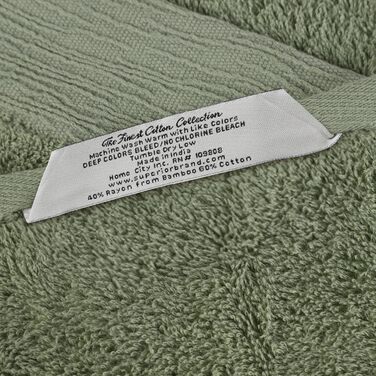 The Finest Cotton Collection
Machine Wash Warm with Like Colors
DEEP COLORS BLEED/NO CHLORINE BLEACH
Tumble Dry Low
Made in India
Home City Inc. RN# 109808
www.superiorbrand.com
40% Rayon from Bamboo 60% Cotton